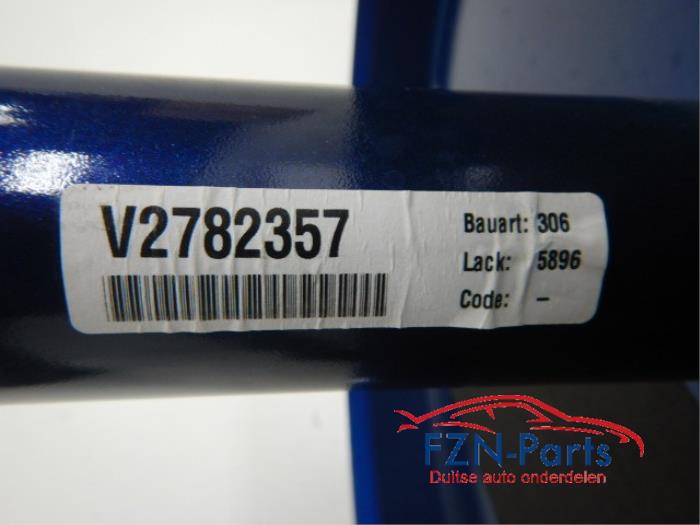 V2782357
Bauart: 306
Lack: 5896
Code: -
FZN-Parts
Duitse auto onderdelen